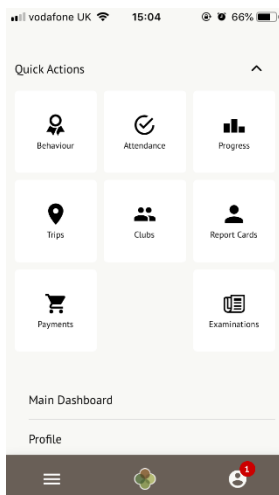 vodafone UK 15:04 66%
Quick Actions
Behaviour Attendance Progress
Trips Clubs Report Cards
Payments Examinations
Main Dashboard
Profile
1